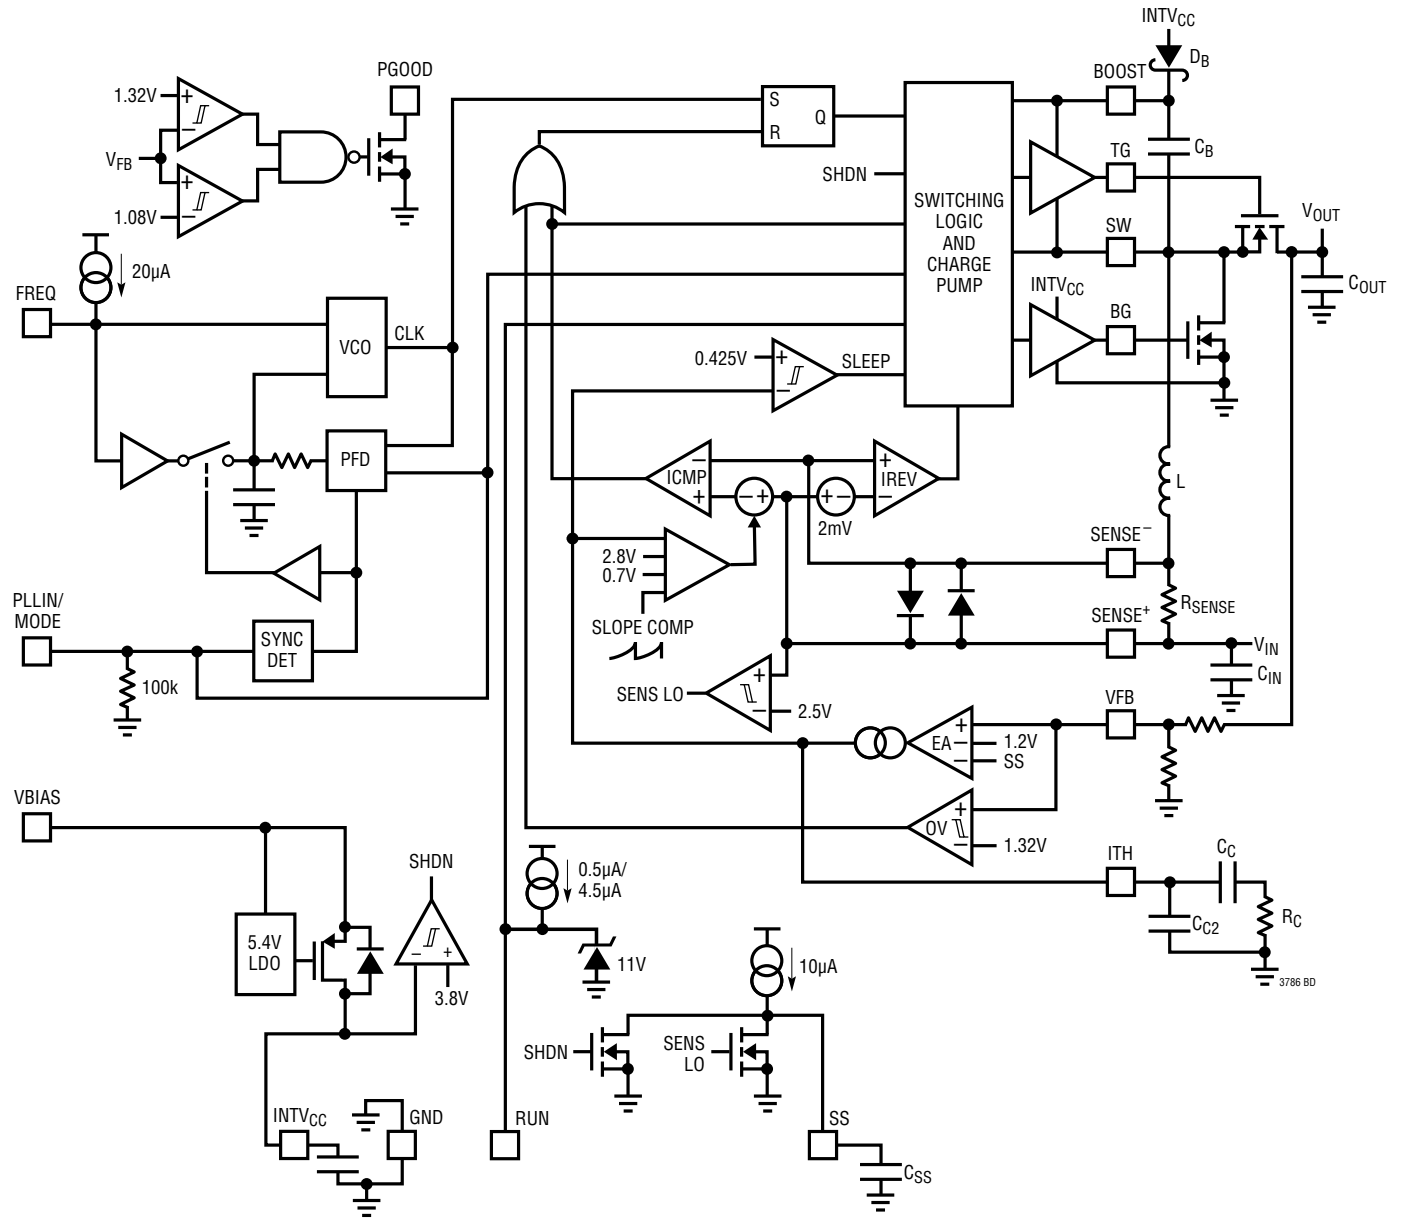 INTVCC
DB
BOOST
CB
TG
SW
VOUT
COUT
INTVCC
BG
PGOOD
1.32V
+
−
VFB
+
−
1.08V
20µA
FREQ
VCO
CLK
PFD
PLLIN/
MODE
SYNC
DET
100k
S
R
Q
SHDN
SWITCHING
LOGIC
AND
CHARGE
PUMP
0.425V
+
−
SLEEP
−
ICMP
+
− +
+ −
2mV
+
IREV
−
L
2.8V
0.7V
SLOPE COMP
SENSE−
RSENSE
SENSE+
VIN
CIN
SENS LO
+
−
2.5V
VFB
+
EA −
−
1.2V
SS
+
OV
−
1.32V
ITH
CC
CC2
RC
3786 BD
VBIAS
5.4V
LDO
SHDN
−
+
3.8V
0.5µA/
4.5µA
11V
10µA
SHDN
SENS
LO
INTVCC
GND
RUN
SS
CSS